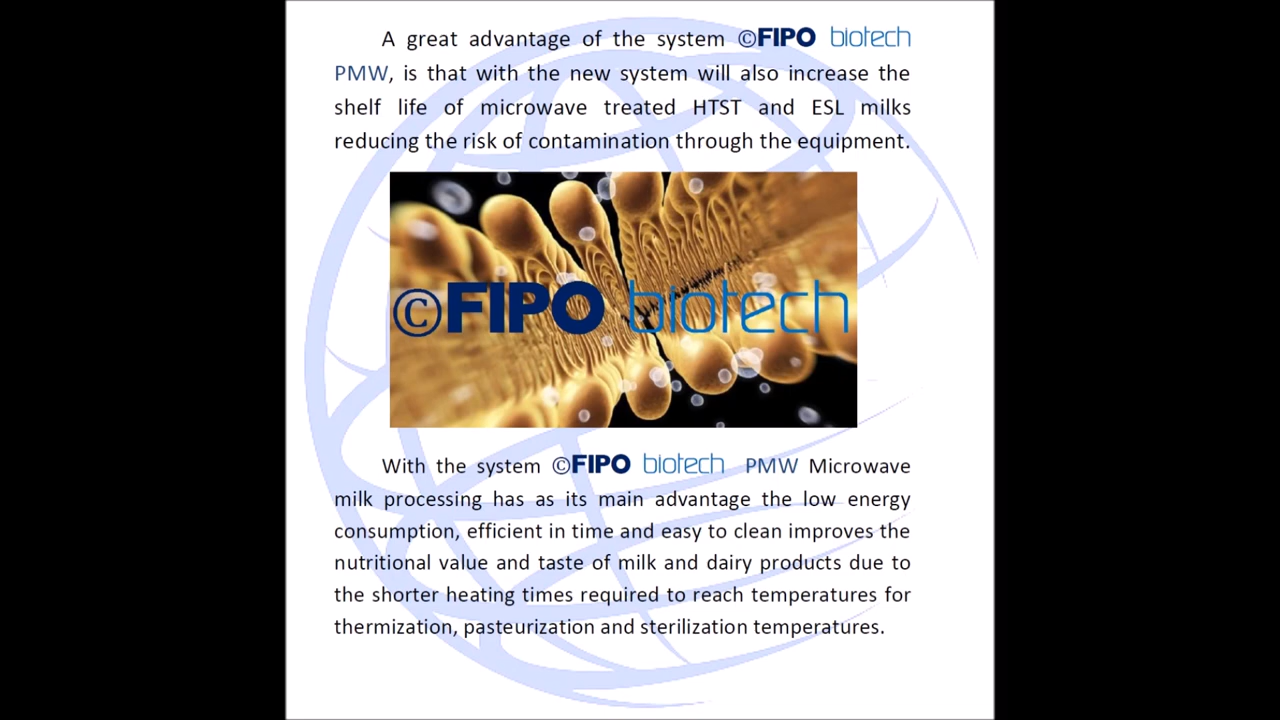 A great advantage of the system ©FIPO biotech
PMW, is that with the new system will also increase the
shelf life of microwave treated HTST and ESL milks
reducing the risk of contamination through the equipment.
©FIPO biotech
With the system ©FIPO biotech PMW Microwave
milk processing has as its main advantage the low energy
consumption, efficient in time and easy to clean improves the
nutritional value and taste of milk and dairy products due to
the shorter heating times required to reach temperatures for
thermization, pasteurization and sterilization temperatures.